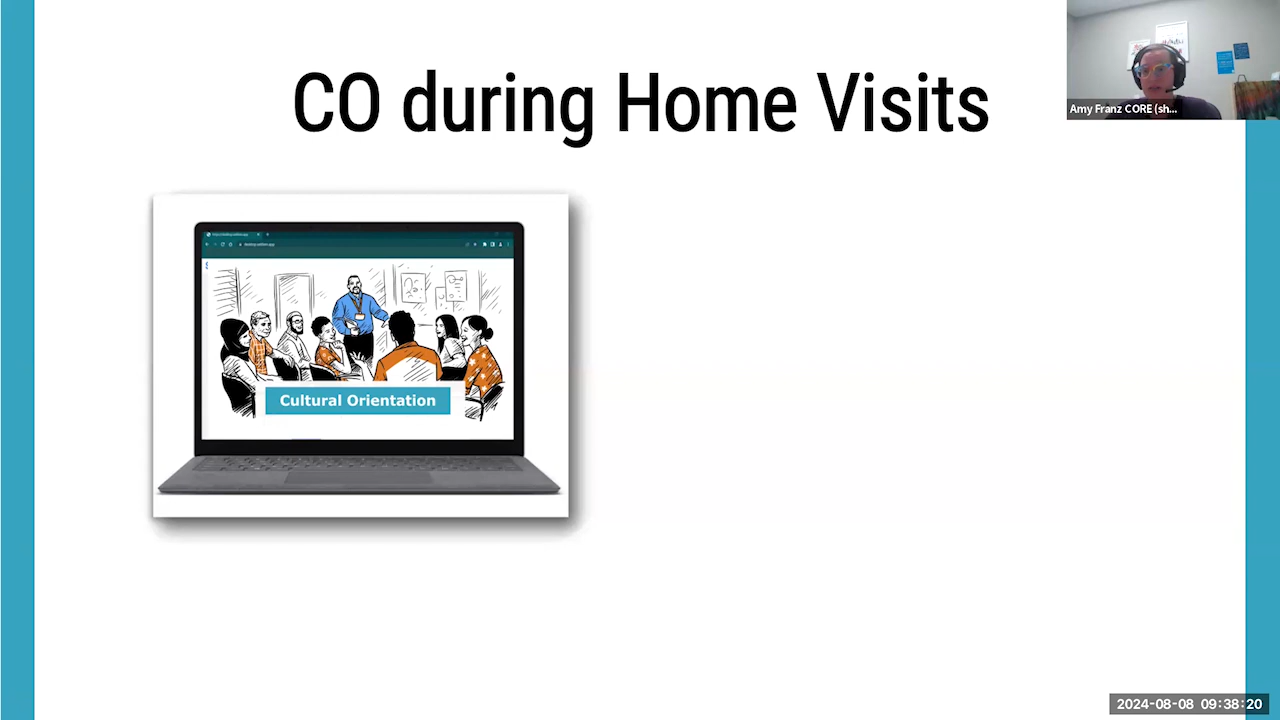 CO during Home Visits
Amy Franz CORE (sh...
Cultural Orientation
2024-08-08 09:38:20